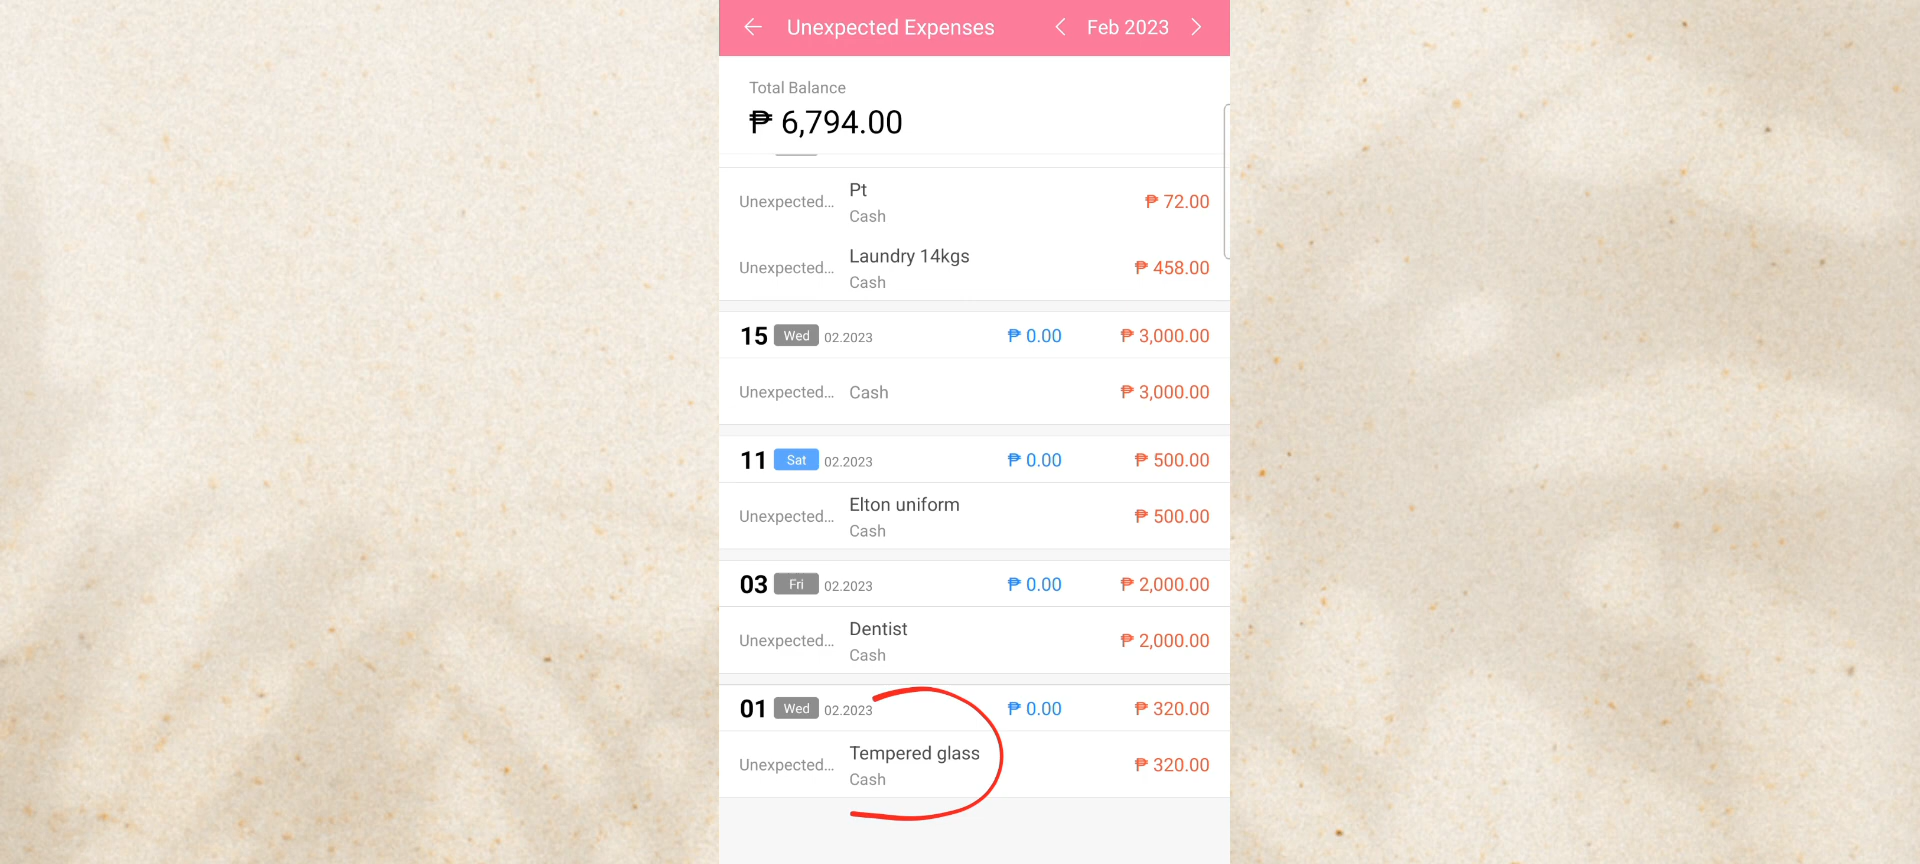 Unexpected Expenses Feb 2023
Total Balance
₱ 6,794.00
Unexpected... Pt ₱ 72.00
Cash
Unexpected... Laundry 14kgs ₱ 458.00
Cash
15 Wed 02.2023 ₱ 0.00 ₱ 3,000.00
Unexpected... Cash ₱ 3,000.00
11 Sat 02.2023 ₱ 0.00 ₱ 500.00
Unexpected... Elton uniform ₱ 500.00
Cash
03 Fri 02.2023 ₱ 0.00 ₱ 2,000.00
Unexpected... Dentist ₱ 2,000.00
Cash
01 Wed 02.2023 ₱ 0.00 ₱ 320.00
Unexpected... Tempered glass ₱ 320.00
Cash